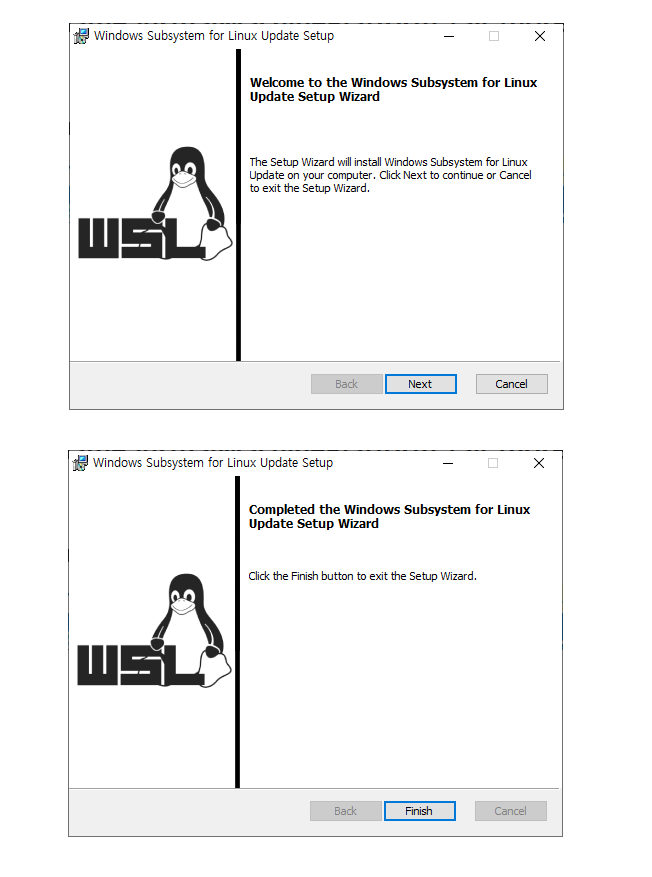 Windows Subsystem for Linux Update Setup
Welcome to the Windows Subsystem for Linux
Update Setup Wizard
The Setup Wizard will install Windows Subsystem for Linux
Update on your computer. Click Next to continue or Cancel
to exit the Setup Wizard.
WSL
Back Next Cancel
Windows Subsystem for Linux Update Setup
Completed the Windows Subsystem for Linux
Update Setup Wizard
Click the Finish button to exit the Setup Wizard.
WSL
Back Finish Cancel